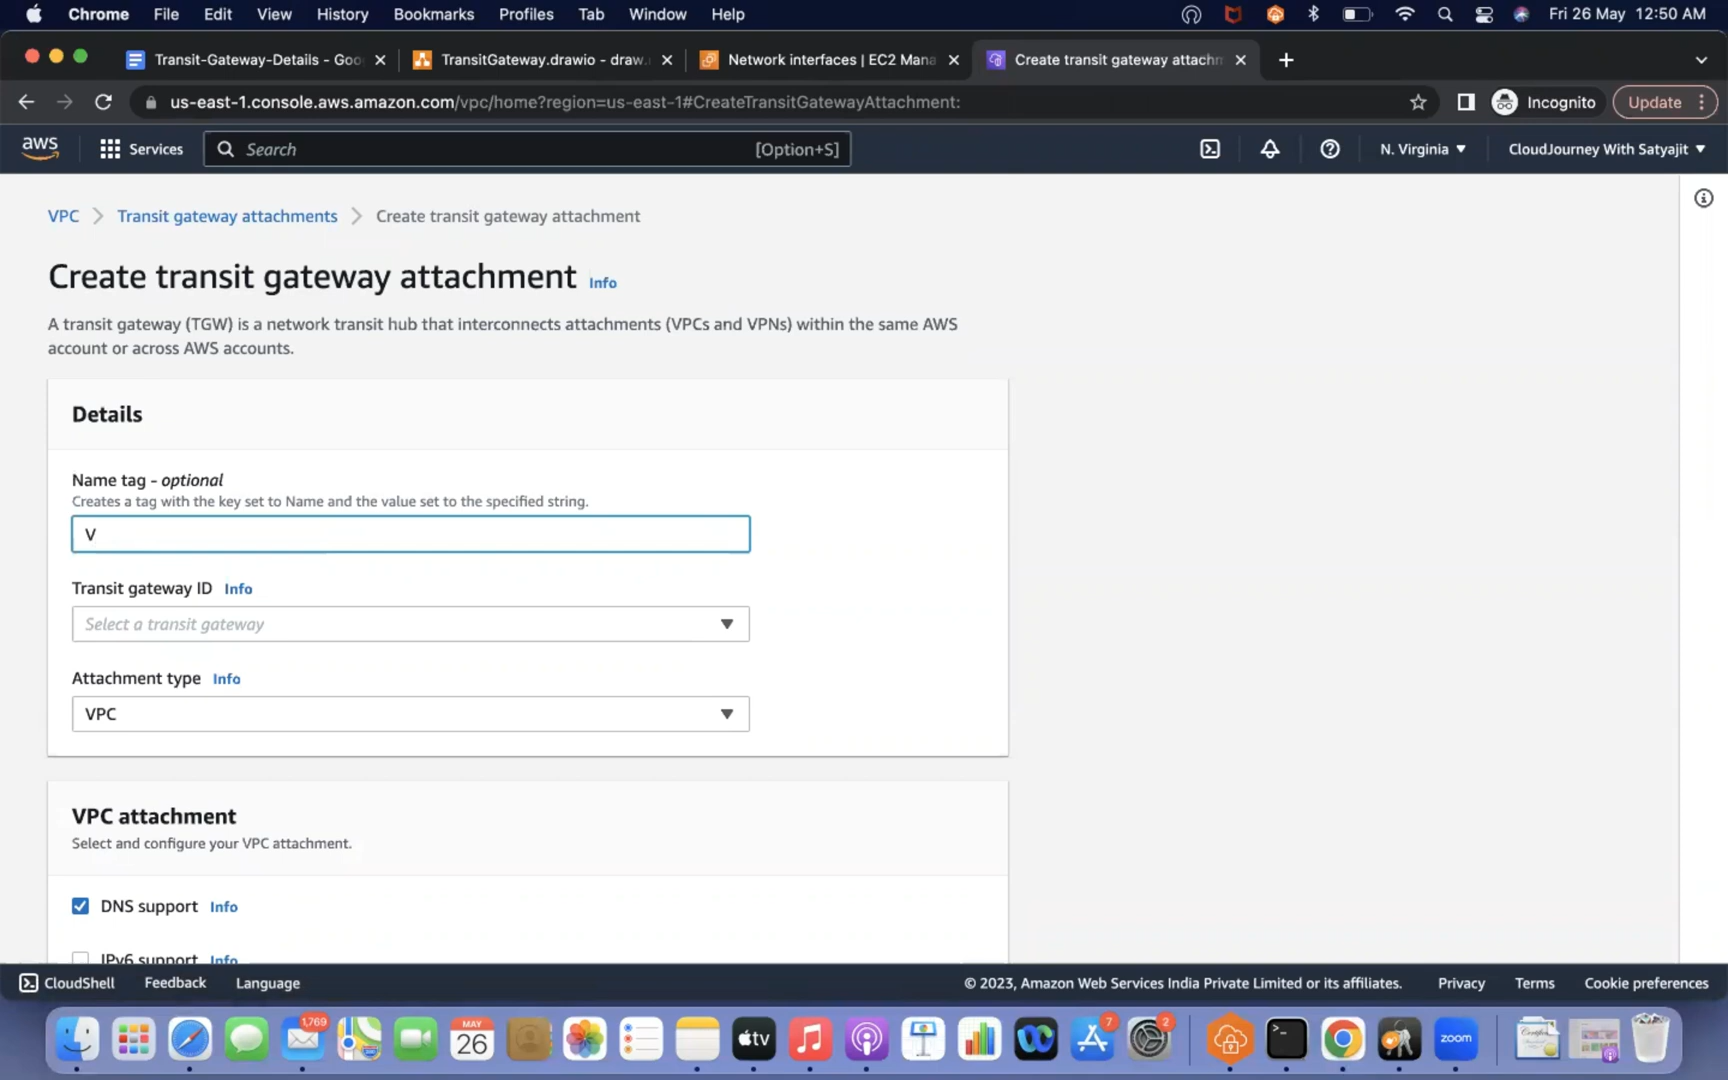 Chrome File Edit View History Bookmarks Profiles Tab Window Help Fri 26 May 12:50 AM
Transit-Gateway-Details - Goo TransitGateway.drawio - draw. Network interfaces | EC2 Mana Create transit gateway attachm
us-east-1.console.aws.amazon.com/vpc/home?region=us-east-1#CreateTransitGatewayAttachment: Incognito Update
aws Services Search [Option+S] N. Virginia CloudJourney With Satyajit
VPC Transit gateway attachments Create transit gateway attachment
Create transit gateway attachment Info
A transit gateway (TGW) is a network transit hub that interconnects attachments (VPCs and VPNs) within the same AWS
account or across AWS accounts.
Details
Name tag - optional
Creates a tag with the key set to Name and the value set to the specified string.
V
Transit gateway ID Info
Select a transit gateway
Attachment type Info
VPC
VPC attachment
Select and configure your VPC attachment.
DNS support Info
IPv6 support Info
CloudShell Feedback Language © 2023, Amazon Web Services India Private Limited or its affiliates. Privacy Terms Cookie preferences
1,769 MAY 26 tv 7 2 zoom